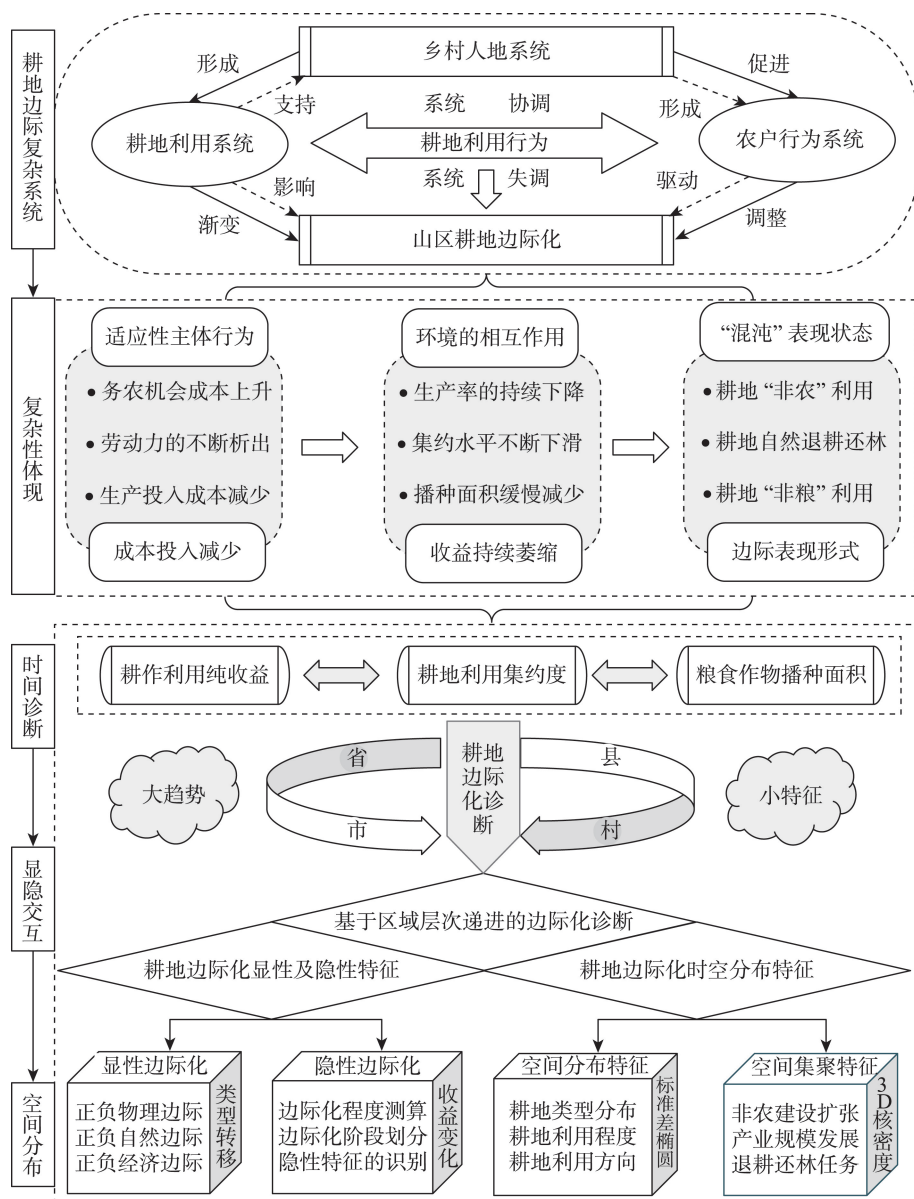 耕地边际复杂系统
乡村人地系统
形成
促进
支持
系统 协调
形成
耕地利用系统
耕地利用行为
农户行为系统
影响
系统 失调
驱动
渐变
调整
山区耕地边际化
复杂性体现
适应性主体行为
• 务农机会成本上升
• 劳动力的不断析出
• 生产投入成本减少
成本投入减少
环境的相互作用
• 生产率的持续下降
• 集约水平不断下滑
• 播种面积缓慢减少
收益持续萎缩
“混沌” 表现状态
• 耕地 “非农” 利用
• 耕地自然退耕还林
• 耕地 “非粮” 利用
边际表现形式
时间诊断
耕作利用纯收益
耕地利用集约度
粮食作物播种面积
大趋势
省
市
耕地
边际
化诊
断
县
村
小特征
显隐交互
基于区域层次递进的边际化诊断
耕地边际化显性及隐性特征
耕地边际化时空分布特征
空间分布
显性边际化
正负物理边际
正负自然边际
正负经济边际
类型转移
隐性边际化
边际化程度测算
边际化阶段划分
隐性特征的识别
收益变化
空间分布特征
耕地类型分布
耕地利用程度
耕地利用方向
标准差椭圆
空间集聚特征
非农建设扩张
产业规模发展
退耕还林任务
3D核密度